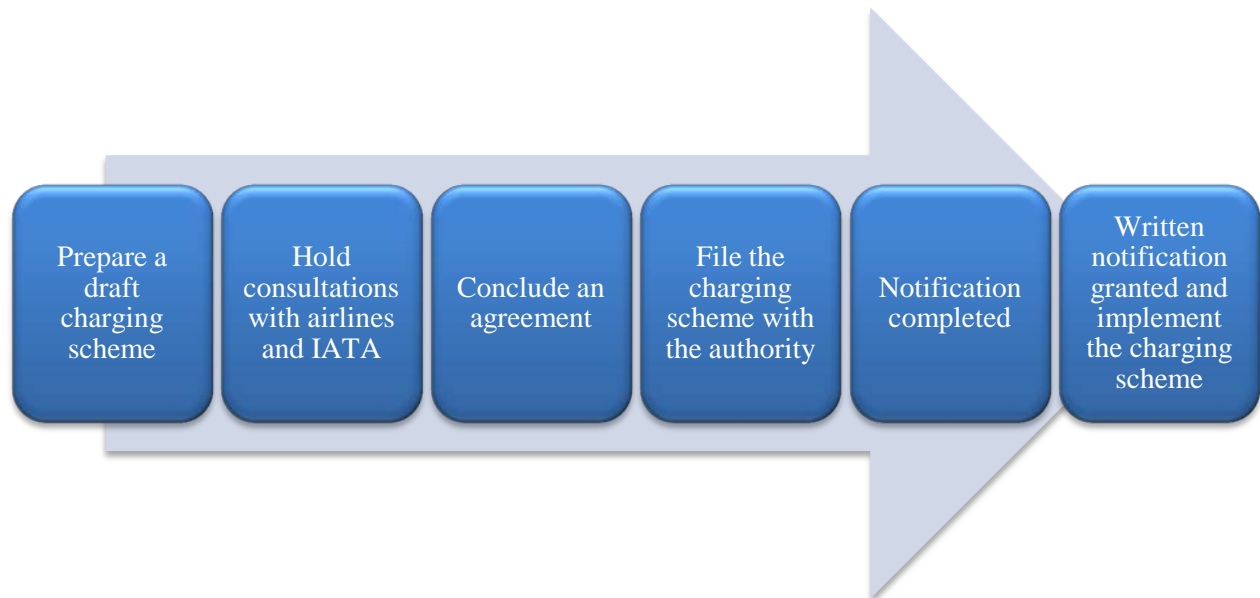 Prepare a
draft
charging
scheme
Hold
consultations
with airlines
and IATA
Conclude an
agreement
File the
charging
scheme with
the authority
Notification
completed
Written
notification
granted and
implement
the charging
scheme